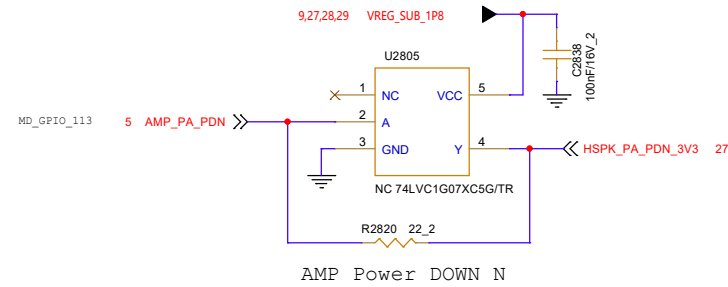 9,27,28,29 VREG_SUB_1P8
C2838
100nF/16V_2
U2805
1 NC VCC 5
MD_GPIO_113 5 AMP_PA_PDN 2 A
3 GND Y 4 HSPK_PA_PDN_3V3 27
NC 74LVC1G07XC5G/TR
R2820 22_2
AMP Power DOWN N